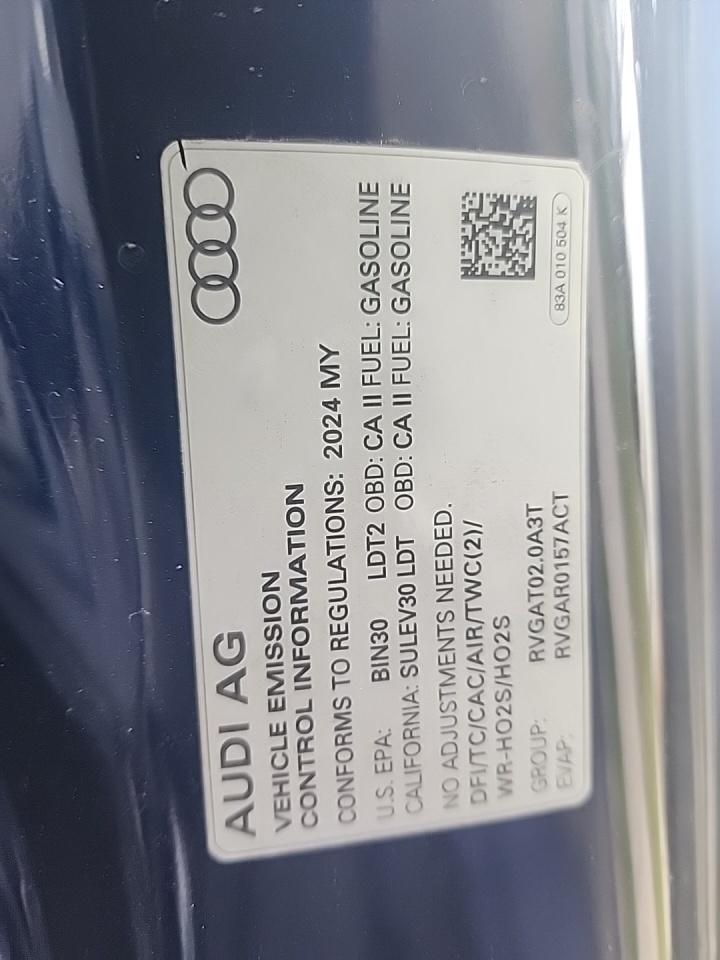 AUDI AG
VEHICLE EMISSION
CONTROL INFORMATION
CONFORMS TO REGULATIONS: 2024 MY
U.S. EPA: BIN30 LDT2 OBD: CA II FUEL: GASOLINE
CALIFORNIA: SULEV30 LDT OBD: CA II FUEL: GASOLINE
NO ADJUSTMENTS NEEDED.
DFI/TC/CAC/AIR/TWC(2)/
WR-HO2S/HO2S
GROUP: RVGAT02.0A3T
EVAP: RVGAR0157ACT
83A 010 504 K